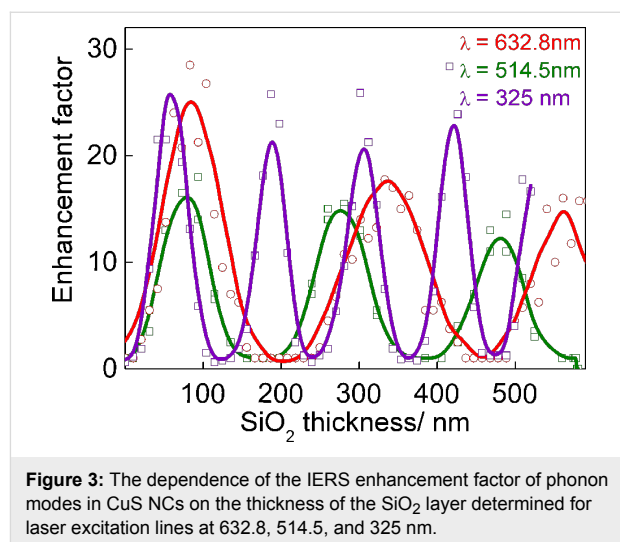 30
20
10
0
Enhancement factor
λ = 632.8nm
λ = 514.5nm
λ = 325 nm
100 200 300 400 500
SiO₂ thickness/ nm
Figure 3: The dependence of the IERS enhancement factor of phonon
modes in CuS NCs on the thickness of the SiO₂ layer determined for
laser excitation lines at 632.8, 514.5, and 325 nm.